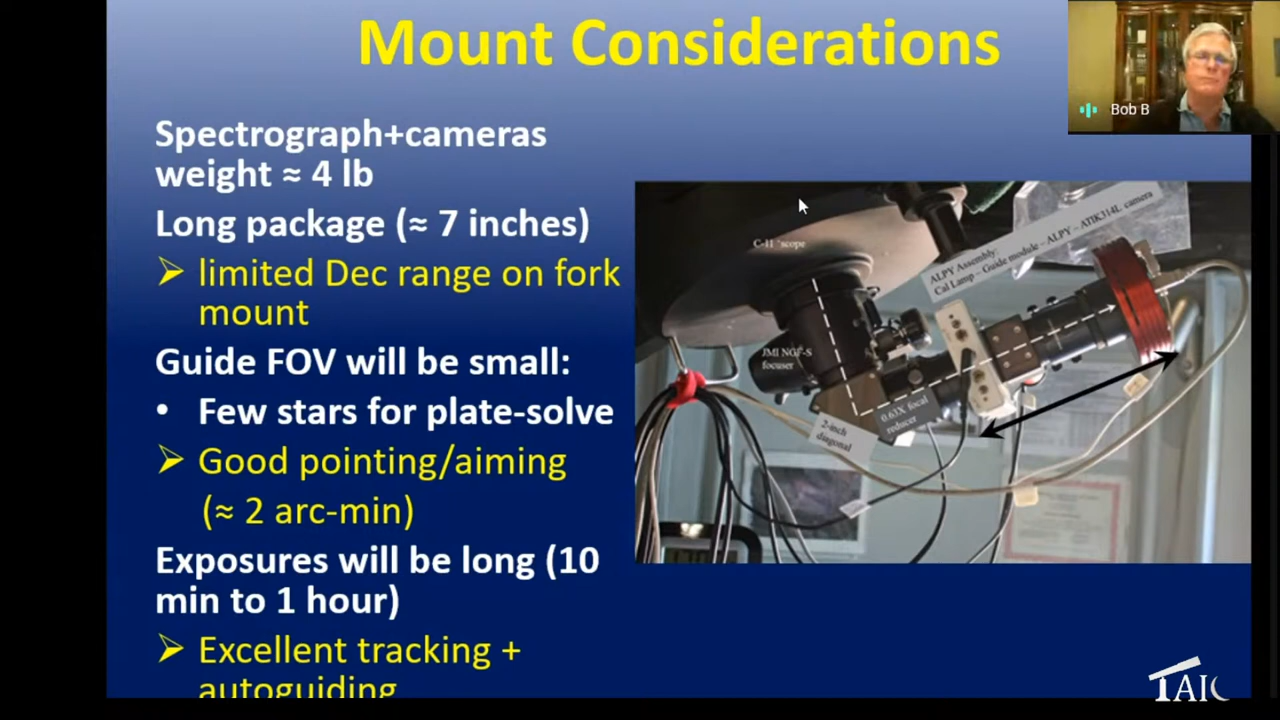 Mount Considerations
Bob B
Spectrograph+cameras
weight ≈ 4 lb
Long package (≈ 7 inches)
➢ limited Dec range on fork
mount
Guide FOV will be small:
• Few stars for plate-solve
➢ Good pointing/aiming
(≈ 2 arc-min)
Exposures will be long (10
min to 1 hour)
➢ Excellent tracking +
autoguiding
C-11 'scope
ALPY Assembly:
Cal Lamp – Guide module – ALPY – ATIK314L camera
JMI NGF-S
focuser
0.63X focal
reducer
2-inch
diagonal
TAIC